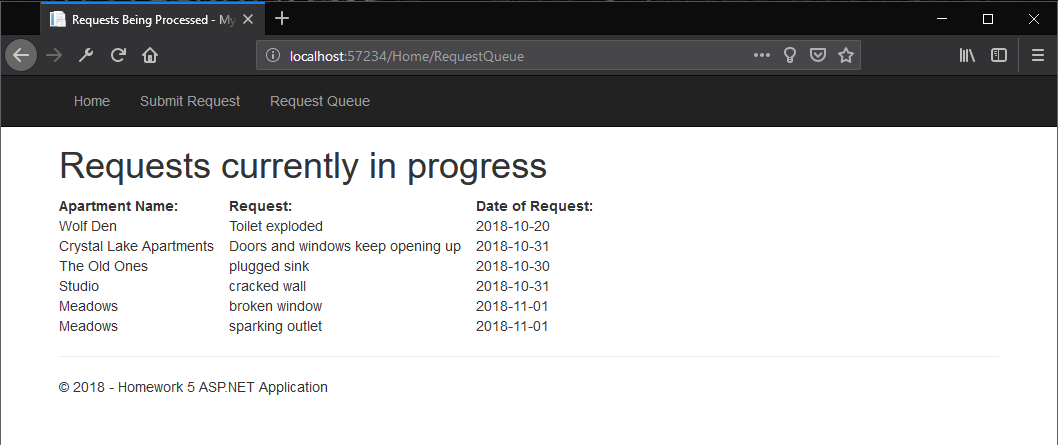 Requests Being Processed - My
localhost:57234/Home/RequestQueue
Home Submit Request Request Queue
Requests currently in progress
Apartment Name: Request: Date of Request:
Wolf Den Toilet exploded 2018-10-20
Crystal Lake Apartments Doors and windows keep opening up 2018-10-31
The Old Ones plugged sink 2018-10-30
Studio cracked wall 2018-10-31
Meadows broken window 2018-11-01
Meadows sparking outlet 2018-11-01
© 2018 - Homework 5 ASP.NET Application